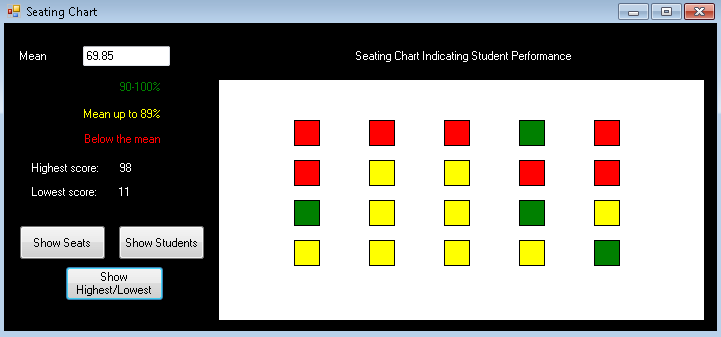 Seating Chart
Mean 69.85
Seating Chart Indicating Student Performance
90-100%
Mean up to 89%
Below the mean
Highest score: 98
Lowest score: 11
Show Seats
Show Students
Show
Highest/Lowest